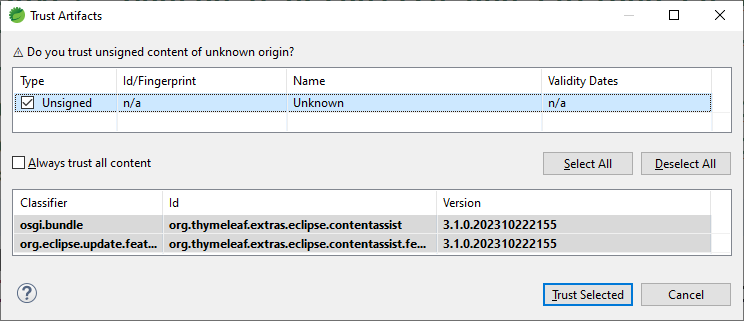 Trust Artifacts
Do you trust unsigned content of unknown origin?
Type Id/Fingerprint Name Validity Dates
Unsigned n/a Unknown n/a
Always trust all content Select All Deselect All
Classifier Id Version
osgi.bundle org.thymeleaf.extras.eclipse.contentassist 3.1.0.202310222155
org.eclipse.update.feat... org.thymeleaf.extras.eclipse.contentassist.fe... 3.1.0.202310222155
? Trust Selected Cancel